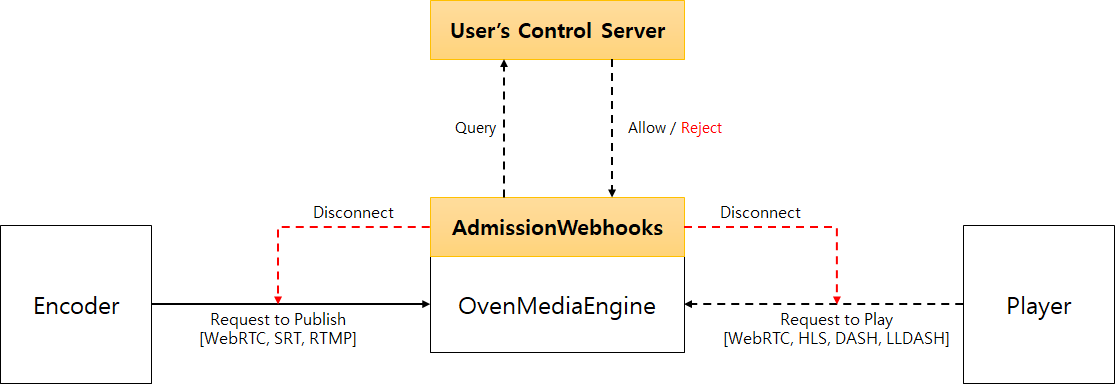 User's Control Server
Query
Allow / Reject
Disconnect
AdmissionWebhooks
Disconnect
Encoder
OvenMediaEngine
Player
Request to Publish
[WebRTC, SRT, RTMP]
Request to Play
[WebRTC, HLS, DASH, LLDASH]